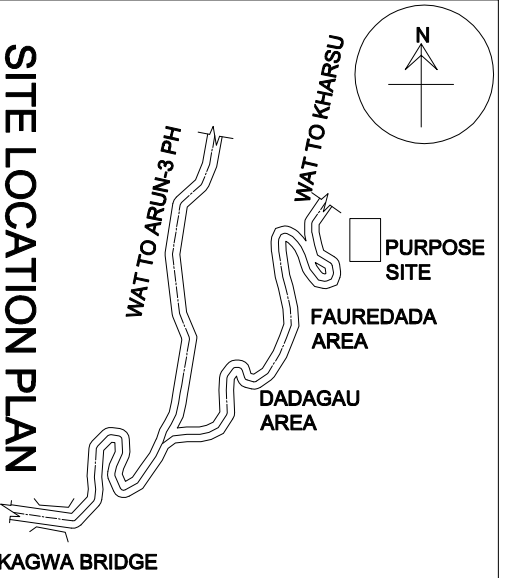 SITE LOCATION PLAN
N
WAT TO KHARSU
WAT TO ARUN-3 PH
PURPOSE
SITE
FAUREDADA
AREA
DADAGAU
AREA
KAGWA BRIDGE